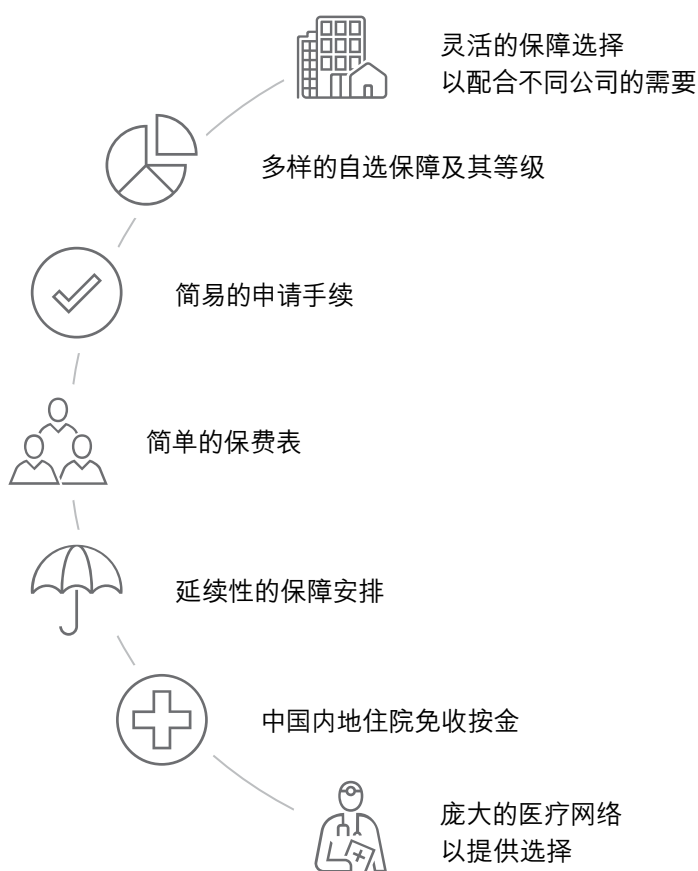 灵活的保障选择
以配合不同公司的需要
多样的自选保障及其等级
简易的申请手续
简单的保费表
延续性的保障安排
中国内地住院免收按金
庞大的医疗网络
以提供选择